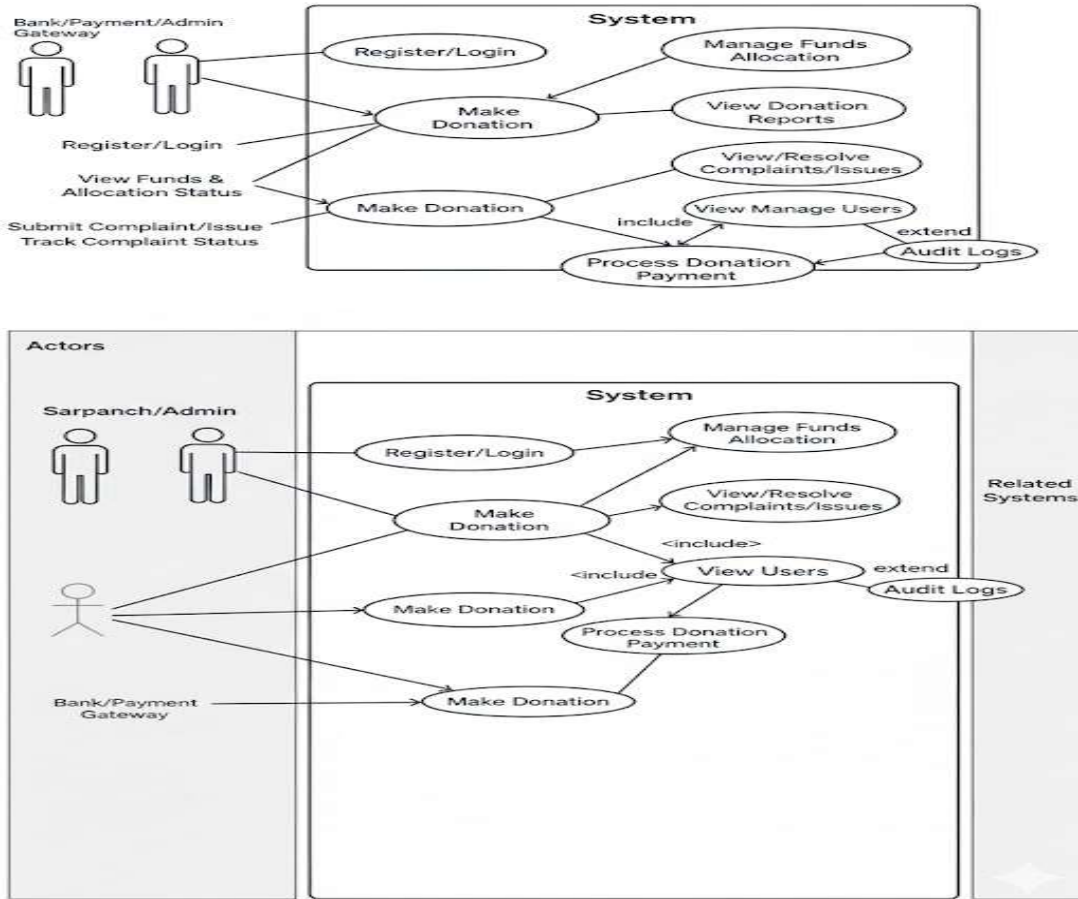 Bank/Payment/Admin
Gateway
System
Register/Login
Manage Funds
Allocation
Make
Donation
View Donation
Reports
Register/Login
View/Resolve
Complaints/Issues
View Funds &
Allocation Status
Make Donation
View Manage Users
Submit Complaint/Issue
Track Complaint Status
include
extend
Audit Logs
Process Donation
Payment
Actors
System
Sarpanch/Admin
Register/Login
Manage Funds
Allocation
Related
Systems
View/Resolve
Complaints/Issues
Make
Donation
<include>
<include
View Users
extend
Audit Logs
Make Donation
Process Donation
Payment
Bank/Payment
Gateway
Make Donation